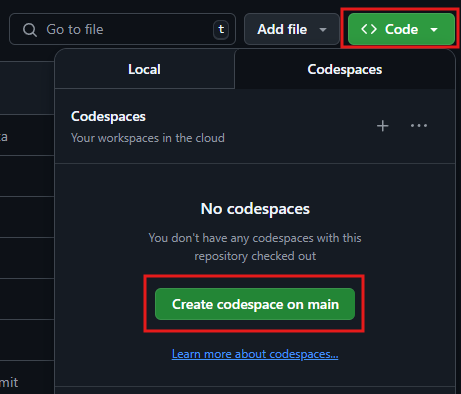 Go to file
t
Add file
Code
Local
Codespaces
Codespaces
Your workspaces in the cloud
ta
No codespaces
You don't have any codespaces with this
repository checked out
Create codespace on main
Learn more about codespaces...
mit